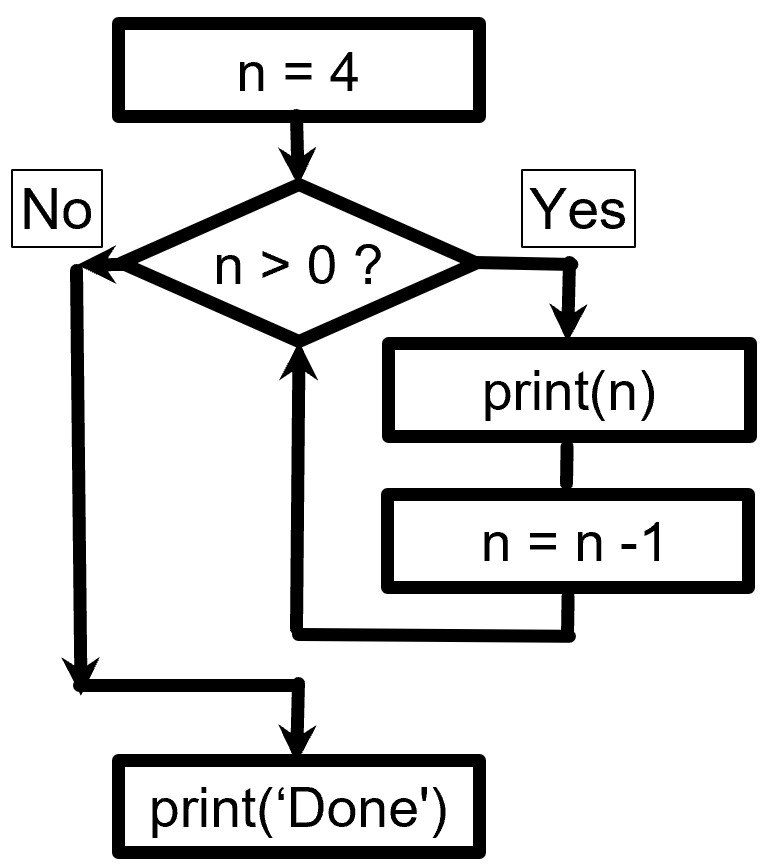 n = 4
No
Yes
n > 0 ?
print(n)
n = n -1
print(‘Done')